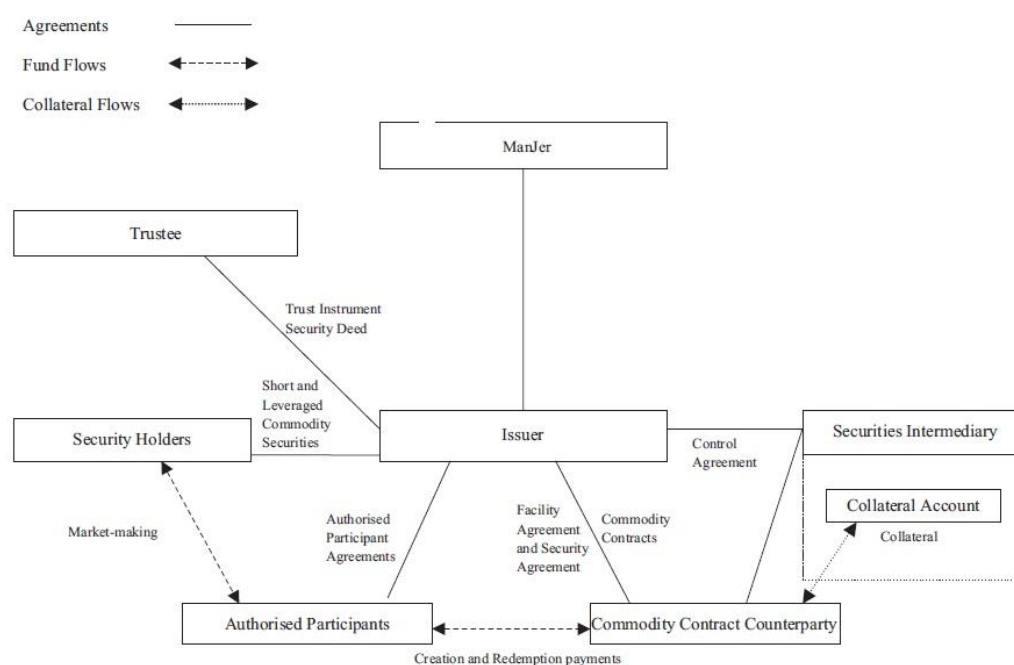 Agreements
Fund Flows
Collateral Flows
ManJer
Trustee
Trust Instrument
Security Deed
Short and
Leveraged
Commodity
Securities
Security Holders
Issuer
Securities Intermediary
Control
Agreement
Collateral Account
Collateral
Market-making
Authorised
Participant
Agreements
Facility
Agreement
and Security
Agreement
Commodity
Contracts
Authorised Participants
Commodity Contract Counterparty
Creation and Redemption payments